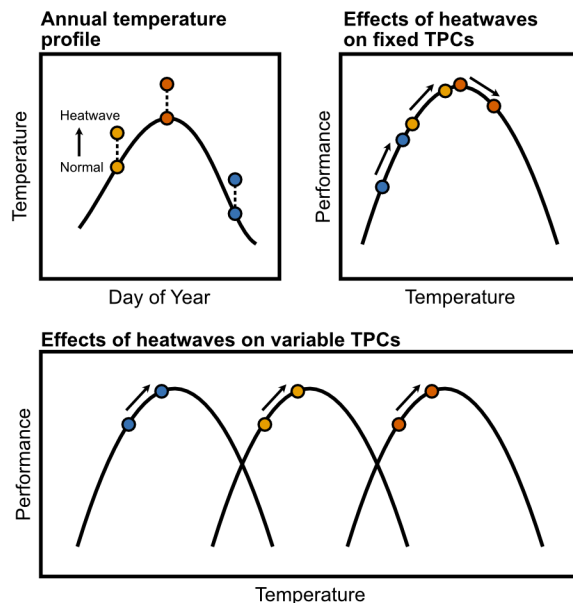 Annual temperature
profile
Temperature
Heatwave
Normal
Day of Year
Effects of heatwaves
on fixed TPCs
Performance
Temperature
Effects of heatwaves on variable TPCs
Performance
Temperature